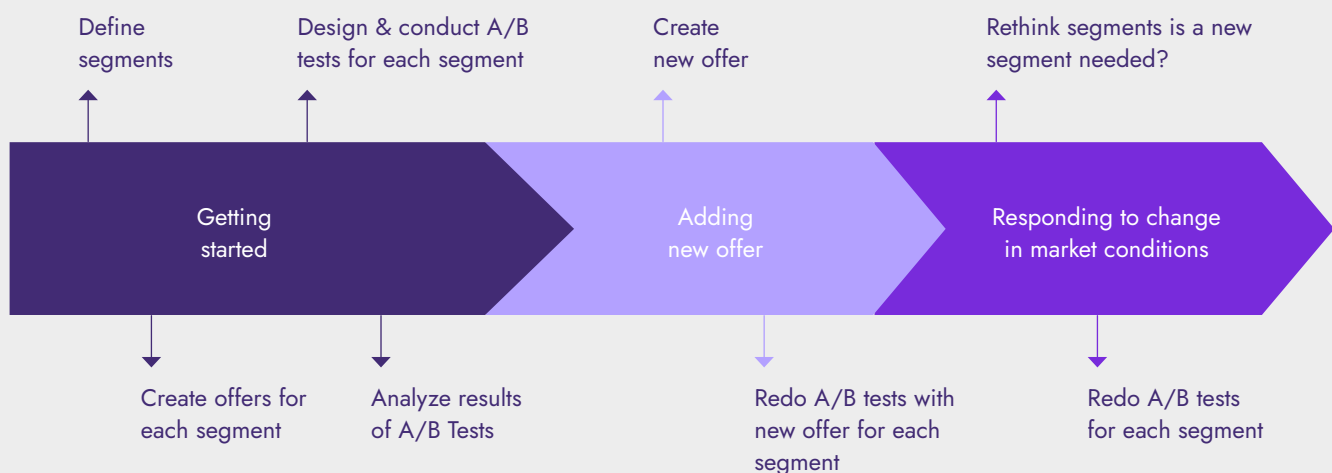 Define
segments
Design & conduct A/B
tests for each segment
Create
new offer
Rethink segments is a new
segment needed?
Getting
started
Adding
new offer
Responding to change
in market conditions
Create offers for
each segment
Analyze results
of A/B Tests
Redo A/B tests with
new offer for each
segment
Redo A/B tests
for each segment